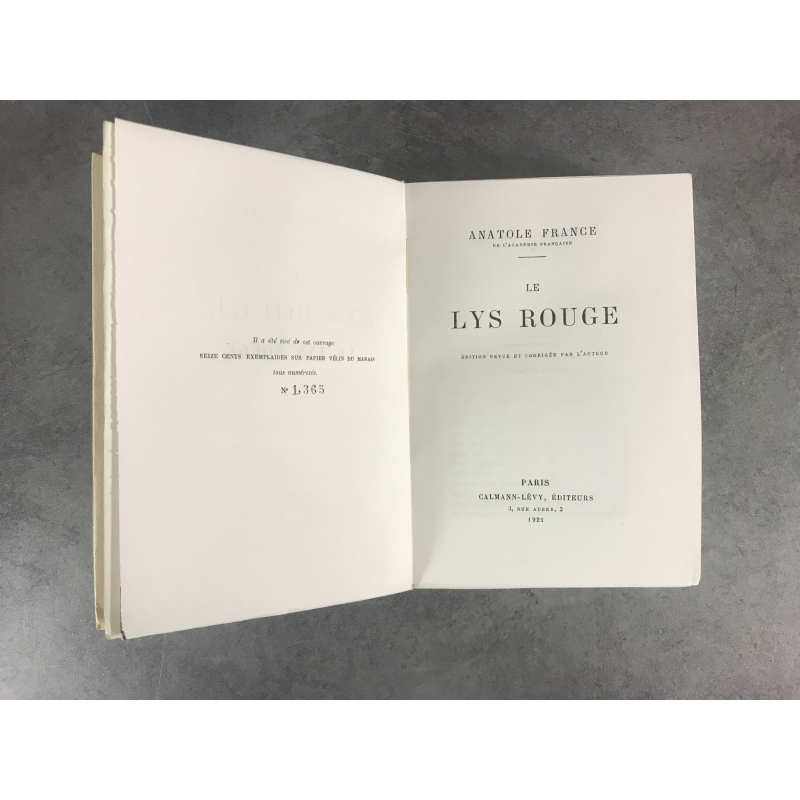 Il a été tiré de cet ouvrage
SEIZE CENTS EXEMPLAIRES SUR PAPIER VÉLIN DU MARAIS
tous numérotés.
Nº 1,365
ANATOLE FRANCE
DE L'ACADÉMIE FRANÇAISE
LE
LYS ROUGE
ÉDITION REVUE ET CORRIGÉE PAR L'AUTEUR
PARIS
CALMANN-LÉVY, ÉDITEURS
3, RUE AUBER, 3
1921